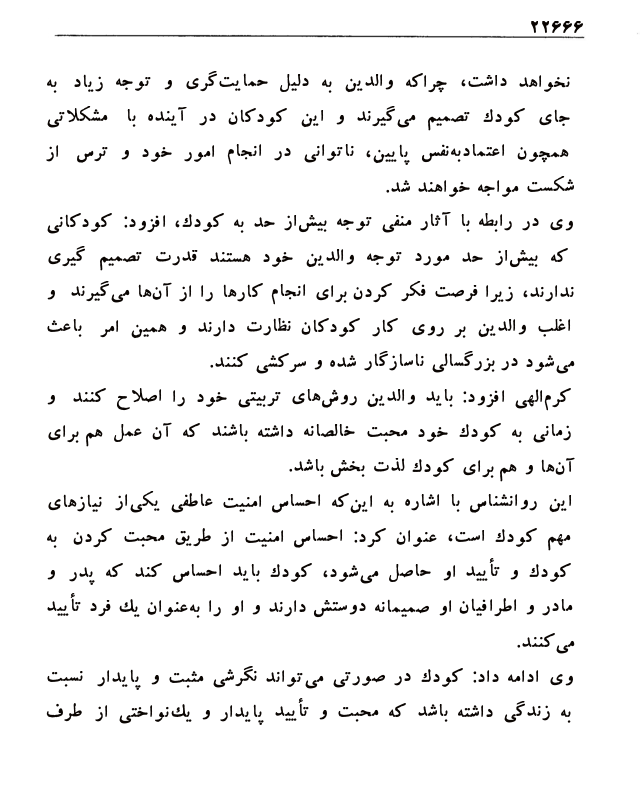 ۲۲۶۶۶
نخواهد داشت، چراکه والدین به دلیل حمایت‌گری و توجه زیاد به
جای کودك تصمیم می‌گیرند و این کودکان در آینده با مشکلاتی
همچون اعتمادبه‌نفس پایین، ناتوانی در انجام امور خود و ترس از
شکست مواجه خواهند شد.
وی در رابطه با آثار منفی توجه بیش‌از حد به کودك، افزود: کودکانی
که بیش‌از حد مورد توجه والدین خود هستند قدرت تصمیم گیری
ندارند، زیرا فرصت فکر کردن برای انجام کارها را از آن‌ها می‌گیرند و
اغلب والدین بر روی کار کودکان نظارت دارند و همین امر باعث
می‌شود در بزرگسالی ناسازگار شده و سرکشی کنند.
کرم‌الهی افزود: باید والدین روش‌های تربیتی خود را اصلاح کنند و
زمانی به کودك خود محبت خالصانه داشته باشند که آن عمل هم برای
آن‌ها و هم برای کودك لذت بخش باشد.
این روانشناس با اشاره به این‌که احساس امنیت عاطفی یکی‌از نیازهای
مهم کودك است، عنوان کرد: احساس امنیت از طریق محبت کردن به
کودك و تأیید او حاصل می‌شود، کودك باید احساس کند که پدر و
مادر و اطرافیان او صمیمانه دوستش دارند و او را به‌عنوان یك فرد تأیید
می‌کنند.
وی ادامه داد: کودك در صورتی می‌تواند نگرشی مثبت و پایدار نسبت
به زندگی داشته باشد که محبت و تأیید پایدار و یك‌نواختی از طرف